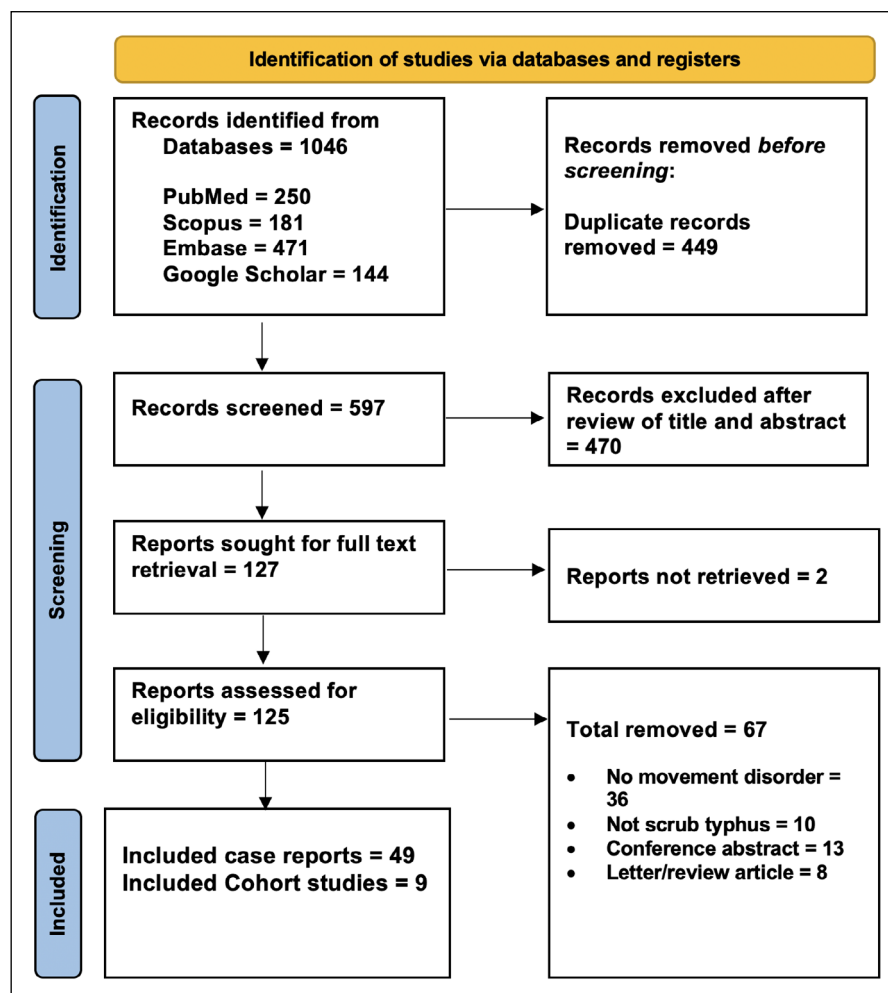 Identification of studies via databases and registers
Identification
Records identified from
Databases = 1046
PubMed = 250
Scopus = 181
Embase = 471
Google Scholar = 144
Records removed before
screening:
Duplicate records
removed = 449
Screening
Records screened = 597
Records excluded after
review of title and abstract
= 470
Reports sought for full text
retrieval = 127
Reports not retrieved = 2
Reports assessed for
eligibility = 125
Total removed = 67
• No movement disorder =
36
• Not scrub typhus = 10
• Conference abstract = 13
• Letter/review article = 8
Included
Included case reports = 49
Included Cohort studies = 9